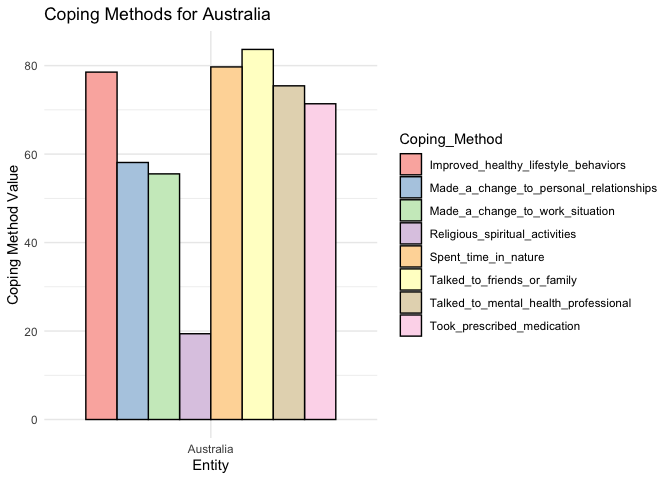 Coping Methods for Australia
Coping Method Value
80
60
40
20
0
Australia
Entity
Coping_Method
Improved_healthy_lifestyle_behaviors
Made_a_change_to_personal_relationships
Made_a_change_to_work_situation
Religious_spiritual_activities
Spent_time_in_nature
Talked_to_friends_or_family
Talked_to_mental_health_professional
Took_prescribed_medication